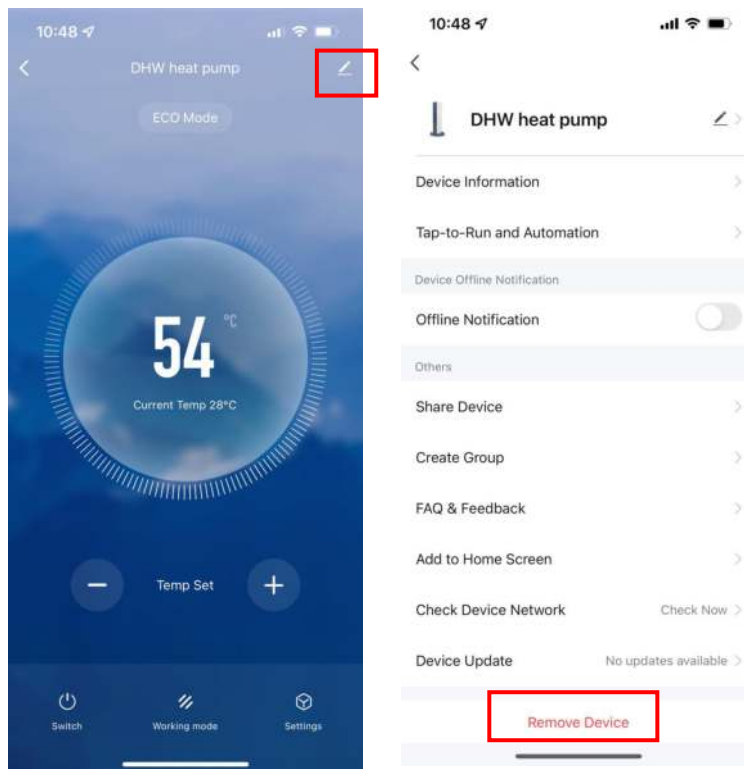 10:48
DHW heat pump
ECO Mode
54 °C
Current Temp 28°C
Temp Set
Switch
Working mode
Settings
10:48
DHW heat pump
Device Information
Tap-to-Run and Automation
Device Offline Notification
Offline Notification
Others
Share Device
Create Group
FAQ & Feedback
Add to Home Screen
Check Device Network Check Now
Device Update No updates available
Remove Device